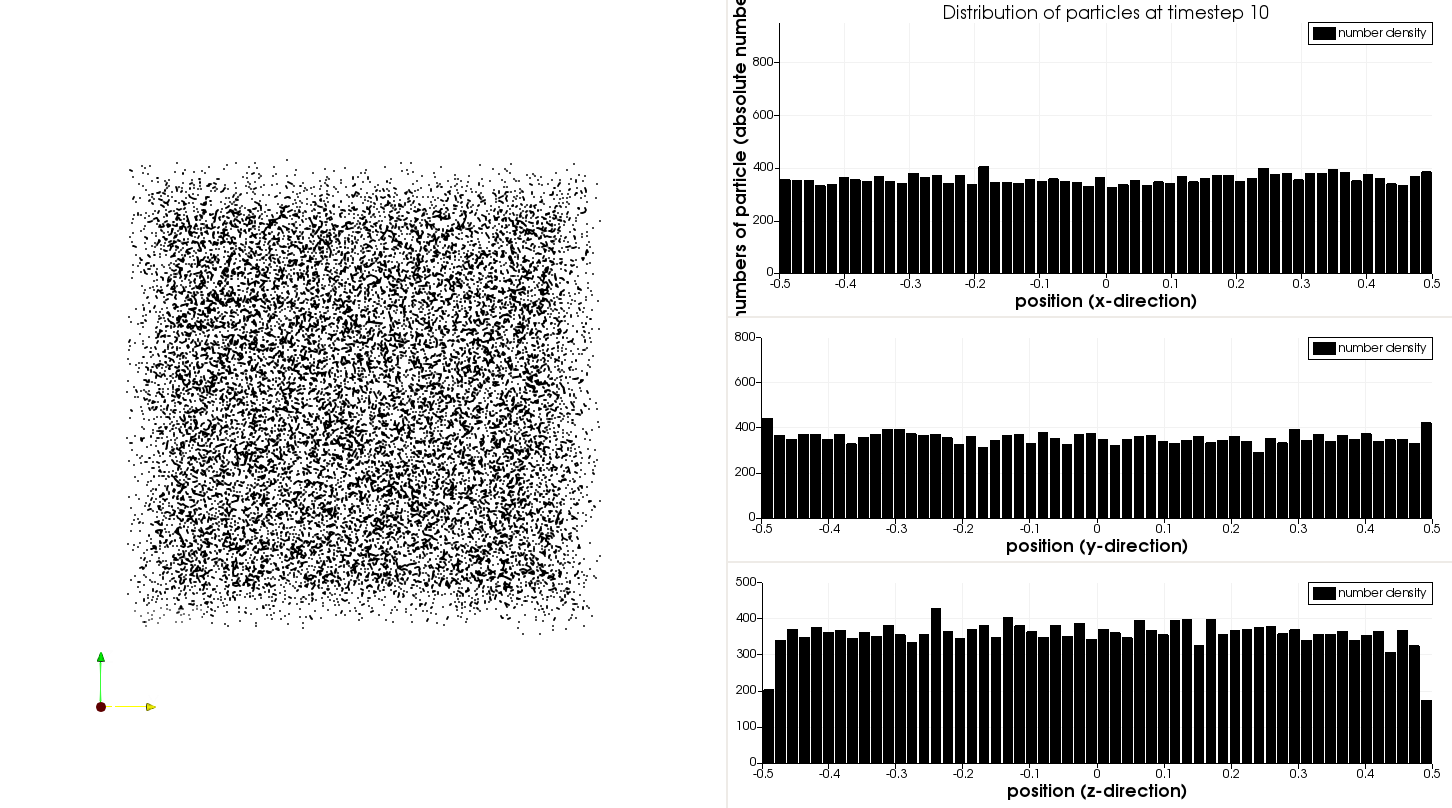 Distribution of particles at timestep 10
numbers of particle (absolute numbe
number density
800
600
400
200
0
-0.5 -0.4 -0.3 -0.2 -0.1 0 0.1 0.2 0.3 0.4 0.5
position (x-direction)
number density
800
600
400
200
0
-0.5 -0.4 -0.3 -0.2 -0.1 0 0.1 0.2 0.3 0.4 0.5
position (y-direction)
number density
500
400
300
200
100
0
-0.5 -0.4 -0.3 -0.2 -0.1 0 0.1 0.2 0.3 0.4 0.5
position (z-direction)